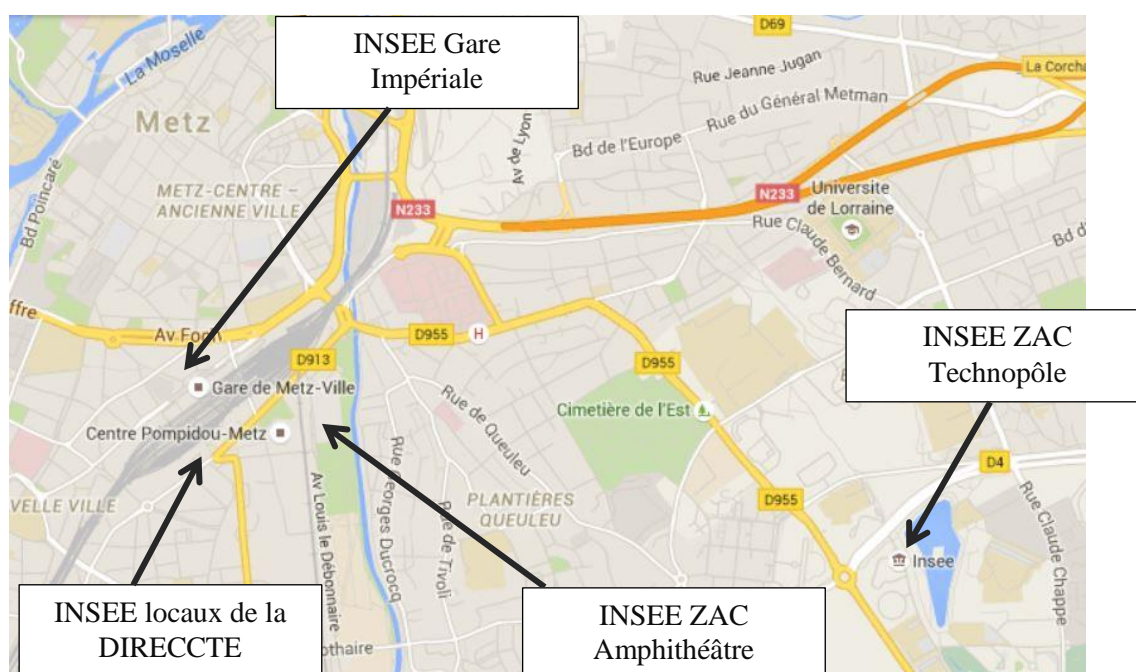 INSEE Gare
Impériale
D69
La Moselle
Rue Jeanne Jugan
La Corcha
Metz
Rue du Général Metman
Av de Lyon
Bd de l'Europe
Bd Poincaré
METZ-CENTRE –
ANCIENNE VILLE
N233
N233
Universite
de Lorraine
Rue Claude Bernard
Bd d
ffre
Av Foch
D955
H
INSEE ZAC
Technopôle
D913
D955
Gare de Metz-Ville
Rue de Queuleu
Cimetière de l'Est
Centre Pompidou-Metz
D4
VELLE VILLE
Av Louis le Débonnaire
Rue Georges Ducrocq
Rue de Tivoli
PLANTIÈRES
QUEULEU
D955
Rue Claude Chappe
Insee
INSEE locaux de la
DIRECCTE
othaire
INSEE ZAC
Amphithéâtre